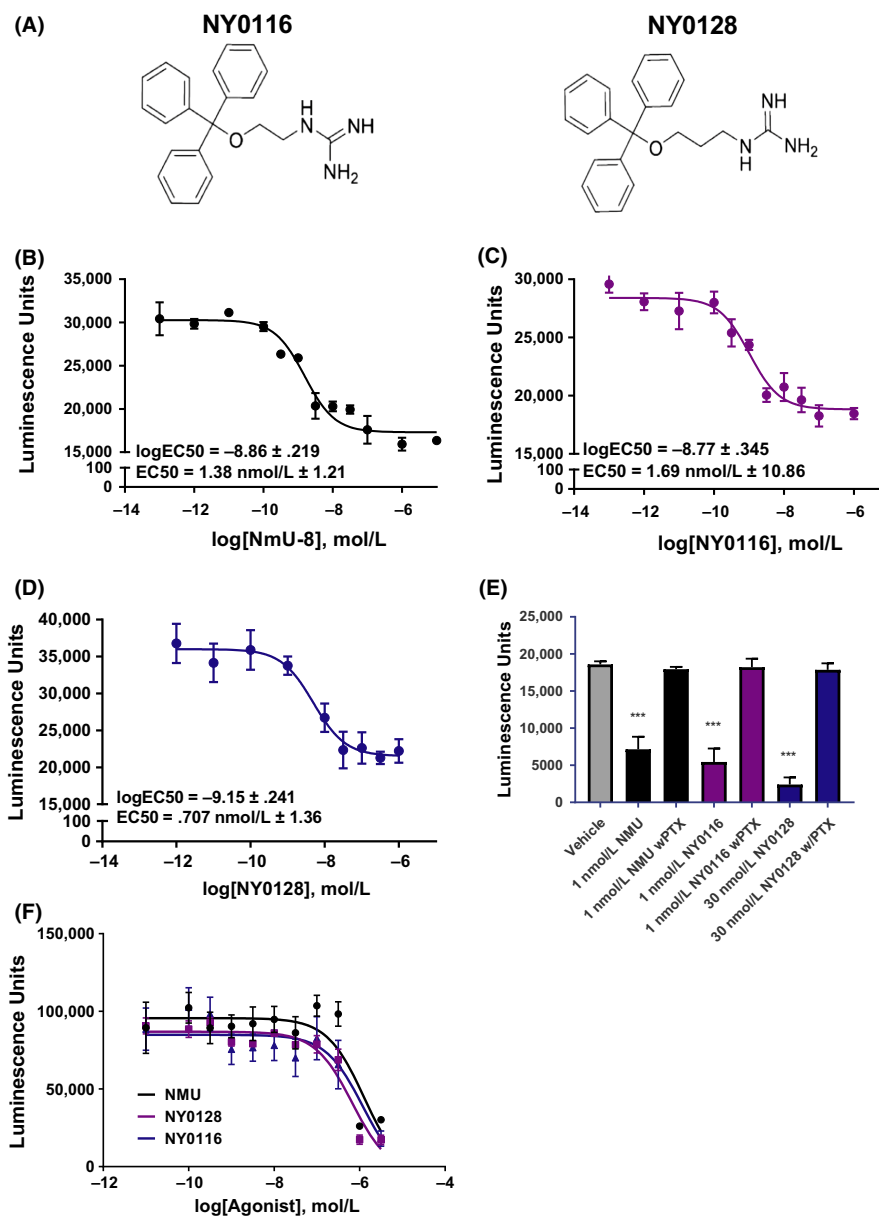 (A)
NY0116
NY0128
H
N
NH
O
NH2
NH
O
N
H
NH2
(B)
35,000
30,000
25,000
20,000
15,000
100
0
Luminescence Units
logEC50 = –8.86 ± .219
EC50 = 1.38 nmol/L ± 1.21
–14 –12 –10 –8 –6
log[NmU-8], mol/L
(C)
30,000
25,000
20,000
15,000
100
0
Luminescence Units
logEC50 = –8.77 ± .345
EC50 = 1.69 nmol/L ± 10.86
–14 –12 –10 –8 –6
log[NY0116], mol/L
(D)
40,000
35,000
30,000
25,000
20,000
15,000
100
0
Luminescence Units
logEC50 = –9.15 ± .241
EC50 = .707 nmol/L ± 1.36
–14 –12 –10 –8 –6
log[NY0128], mol/L
(E)
25,000
20,000
15,000
10,000
5000
0
Luminescence Units
***
***
***
Vehicle
1 nmol/L NMU
1 nmol/L NMU wPTX
1 nmol/L NY0116
1 nmol/L NY0116 wPTX
30 nmol/L NY0128
30 nmol/L NY0128 w/PTX
(F)
150,000
100,000
50,000
0
Luminescence Units
NMU
NY0128
NY0116
–12 –10 –8 –6 –4
log[Agonist], mol/L